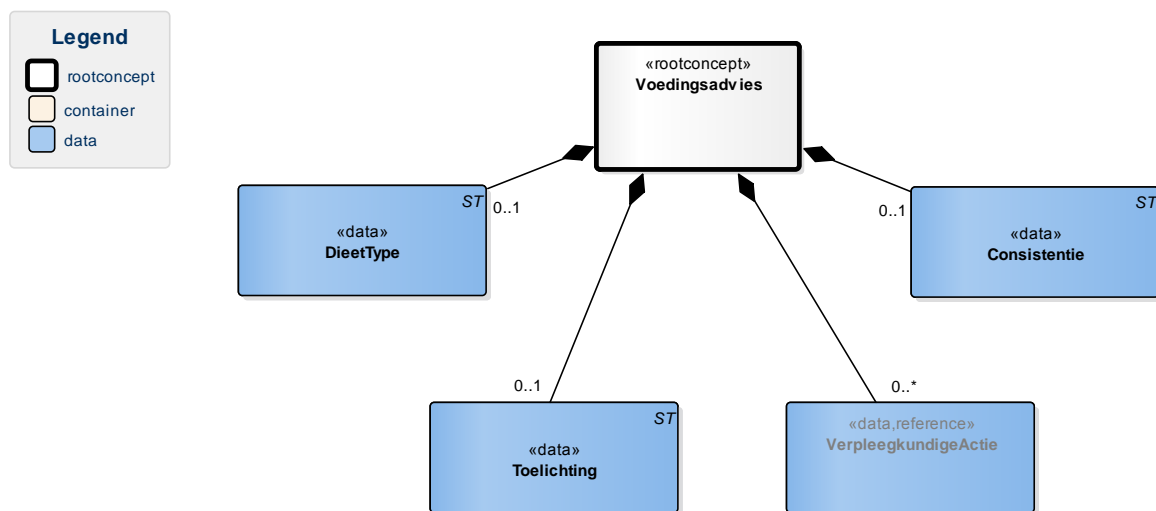 Legend
rootconcept
container
data
«rootconcept»
Voedingsadvies
ST
«data»
DieetType
0..1
ST
«data»
Consistentie
0..1
ST
«data»
Toelichting
0..1
«data,reference»
VerpleegkundigeActie
0..*